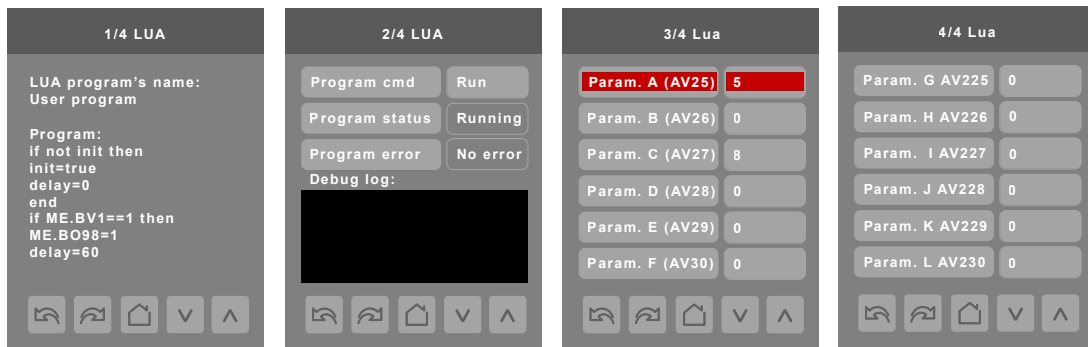 1/4 LUA
LUA program's name:
User program
Program:
if not init then
init=true
delay=0
end
if ME.BV1==1 then
ME.BO98=1
delay=60
2/4 LUA
Program cmd Run
Program status Running
Program error No error
Debug log:
3/4 Lua
Param. A (AV25) 5
Param. B (AV26) 0
Param. C (AV27) 8
Param. D (AV28) 0
Param. E (AV29) 0
Param. F (AV30) 0
4/4 Lua
Param. G AV225 0
Param. H AV226 0
Param. I AV227 0
Param. J AV228 0
Param. K AV229 0
Param. L AV230 0